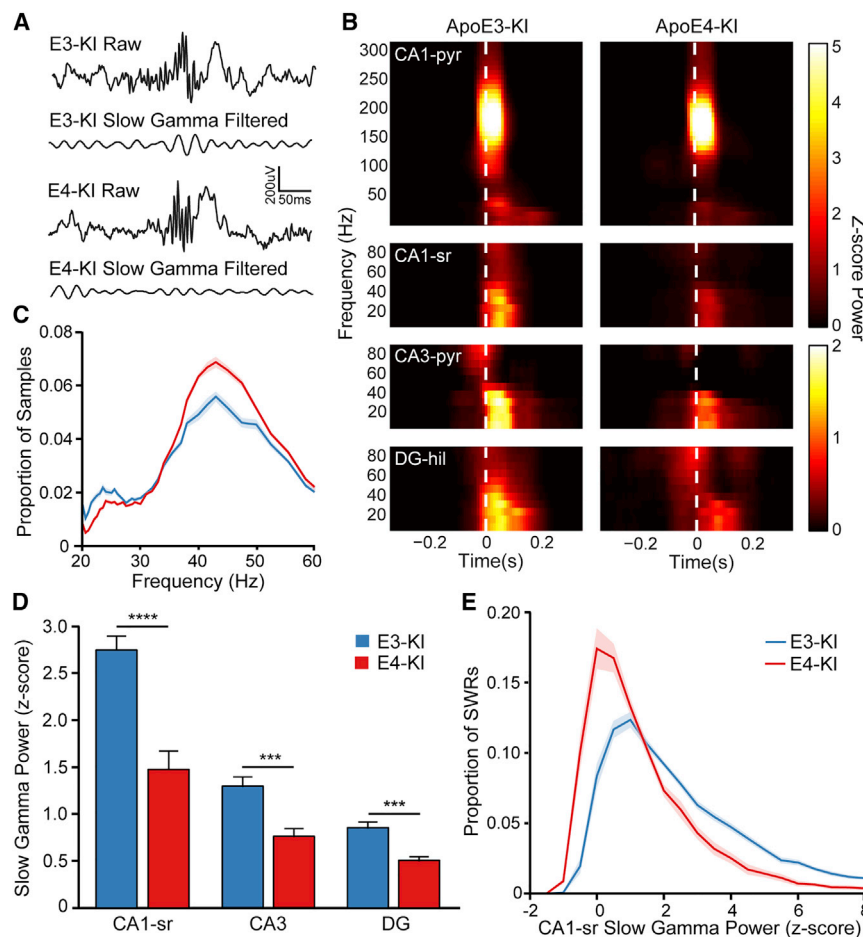 A
E3-KI Raw
E3-KI Slow Gamma Filtered
200uV
50ms
E4-KI Raw
E4-KI Slow Gamma Filtered
B
ApoE3-KI
ApoE4-KI
CA1-pyr
300
250
200
150
100
50
CA1-sr
80
60
40
20
CA3-pyr
80
60
40
20
DG-hil
80
60
40
20
Frequency (Hz)
−0.2 0 0.2
−0.2 0 0.2
Time(s)
Time(s)
5
4
3
2
1
0
Z-score Power
2
1
0
C
Proportion of Samples
0.08
0.06
0.04
0.02
0
20 30 40 50 60
Frequency (Hz)
D
Slow Gamma Power (z-score)
3.0
2.5
2.0
1.5
1.0
0.5
0
****
***
***
E3-KI
E4-KI
CA1-sr CA3 DG
E
Proportion of SWRs
0.20
0.15
0.10
0.05
0
E3-KI
E4-KI
-2 0 2 4 6 8
CA1-sr Slow Gamma Power (z-score)